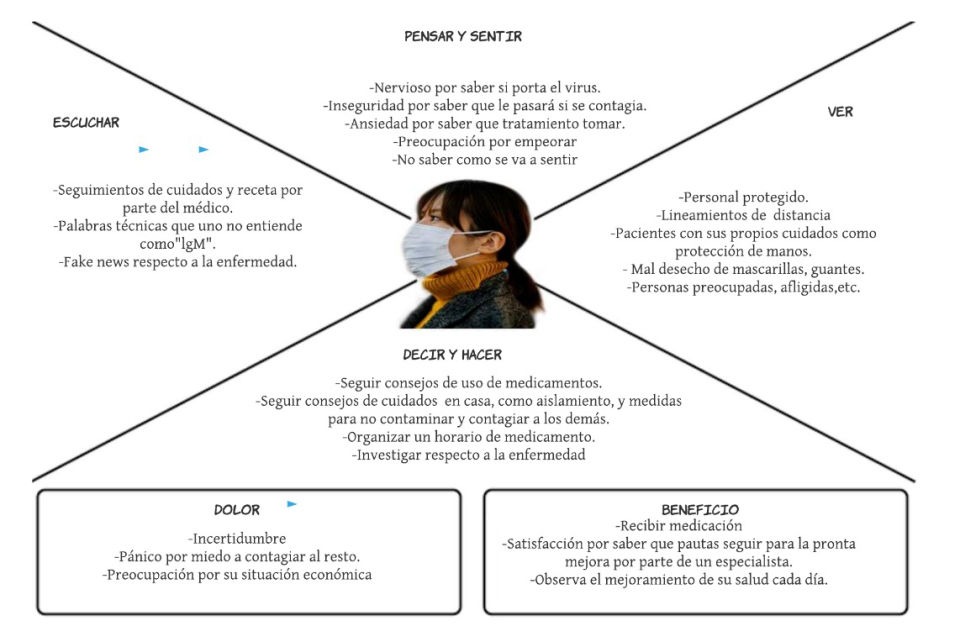 PENSAR Y SENTIR
-Nervioso por saber si porta el virus.
-Inseguridad por saber que le pasará si se contagia.
-Ansiedad por saber que tratamiento tomar.
-Preocupación por empeorar
-No saber como se va a sentir
ESCUCHAR
-Seguimientos de cuidados y receta por
parte del médico.
-Palabras técnicas que uno no entiende
como"lgM".
-Fake news respecto a la enfermedad.
VER
-Personal protegido.
-Lineamientos de distancia
-Pacientes con sus propios cuidados como
protección de manos.
- Mal desecho de mascarillas, guantes.
-Personas preocupadas, afligidas,etc.
DECIR Y HACER
-Seguir consejos de uso de medicamentos.
-Seguir consejos de cuidados en casa, como aislamiento, y medidas
para no contaminar y contagiar a los demás.
-Organizar un horario de medicamento.
-Investigar respecto a la enfermedad
DOLOR
-Incertidumbre
-Pánico por miedo a contagiar al resto.
-Preocupación por su situación económica
BENEFICIO
-Recibir medicación
-Satisfacción por saber que pautas seguir para la pronta
mejora por parte de un especialista.
-Observa el mejoramiento de su salud cada día.